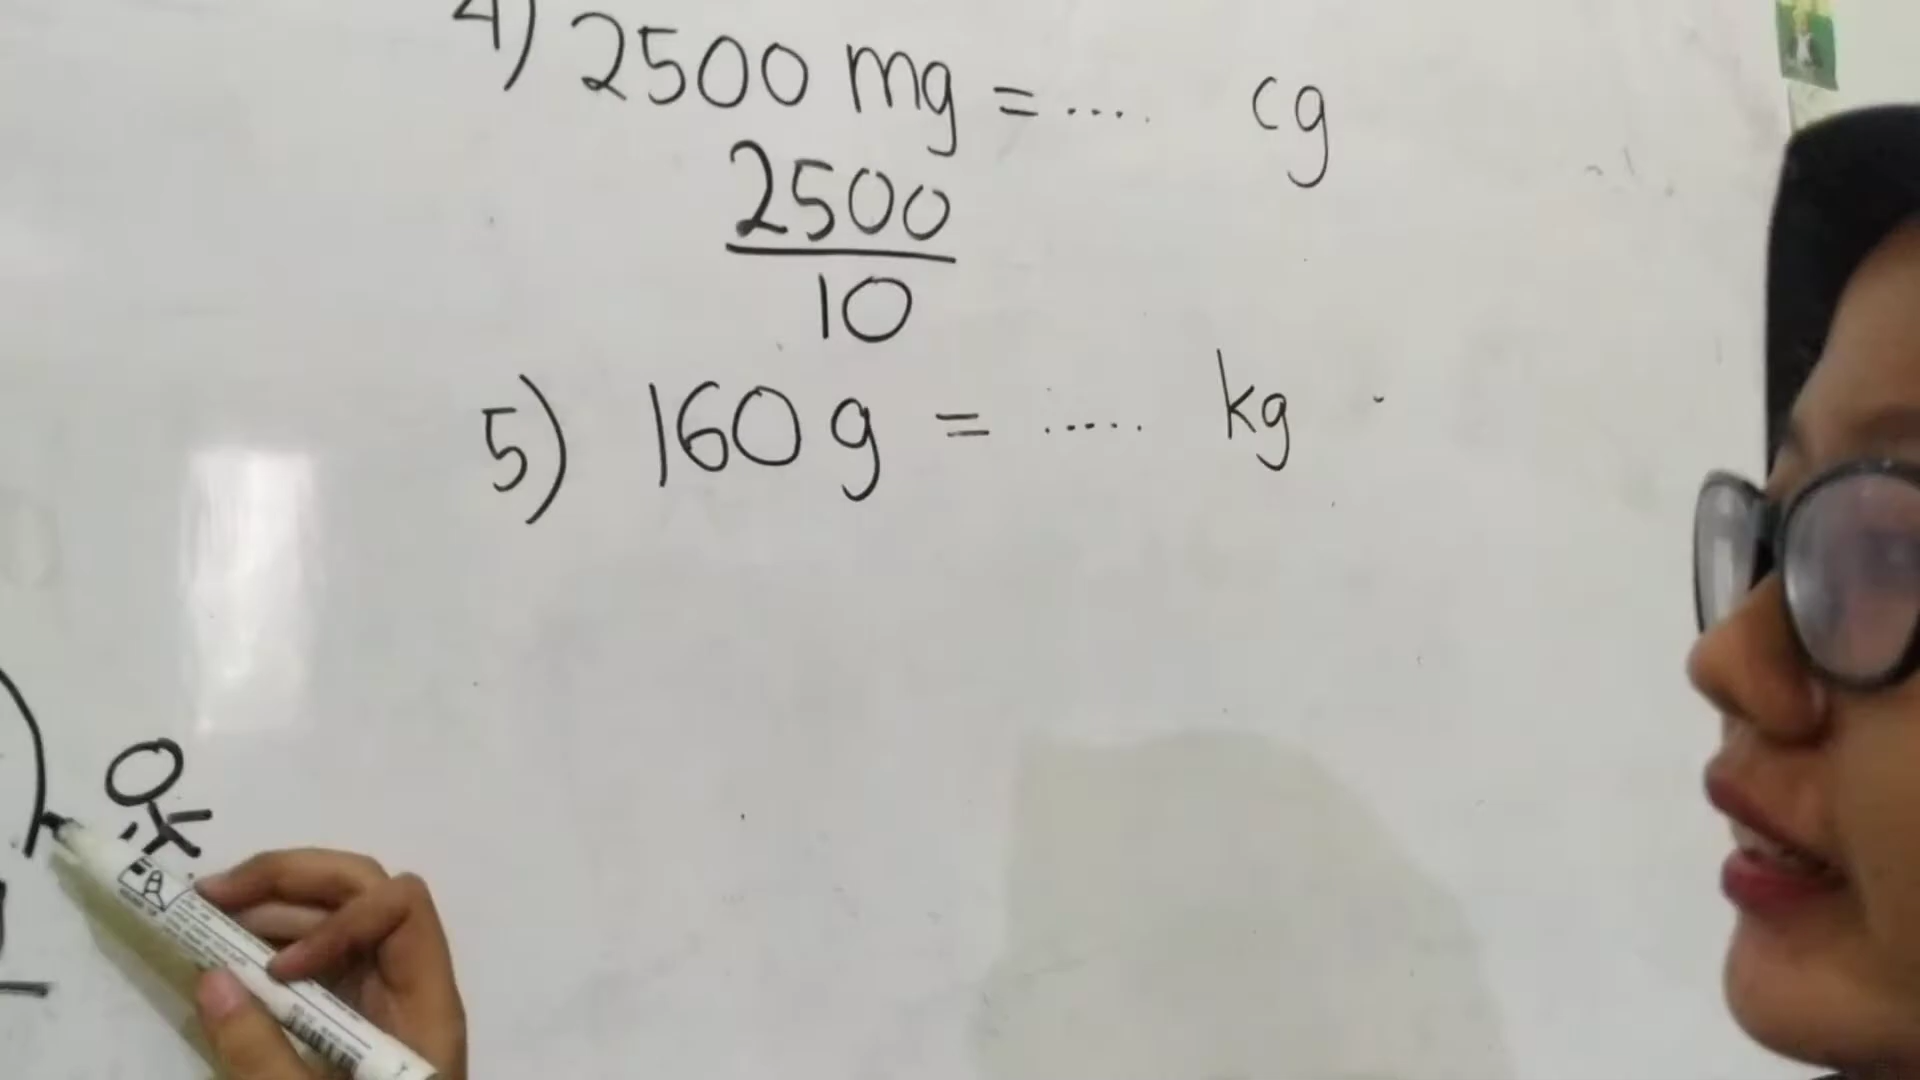 4) 2500 mg = .... cg
2500
10
5) 160 g = ..... kg